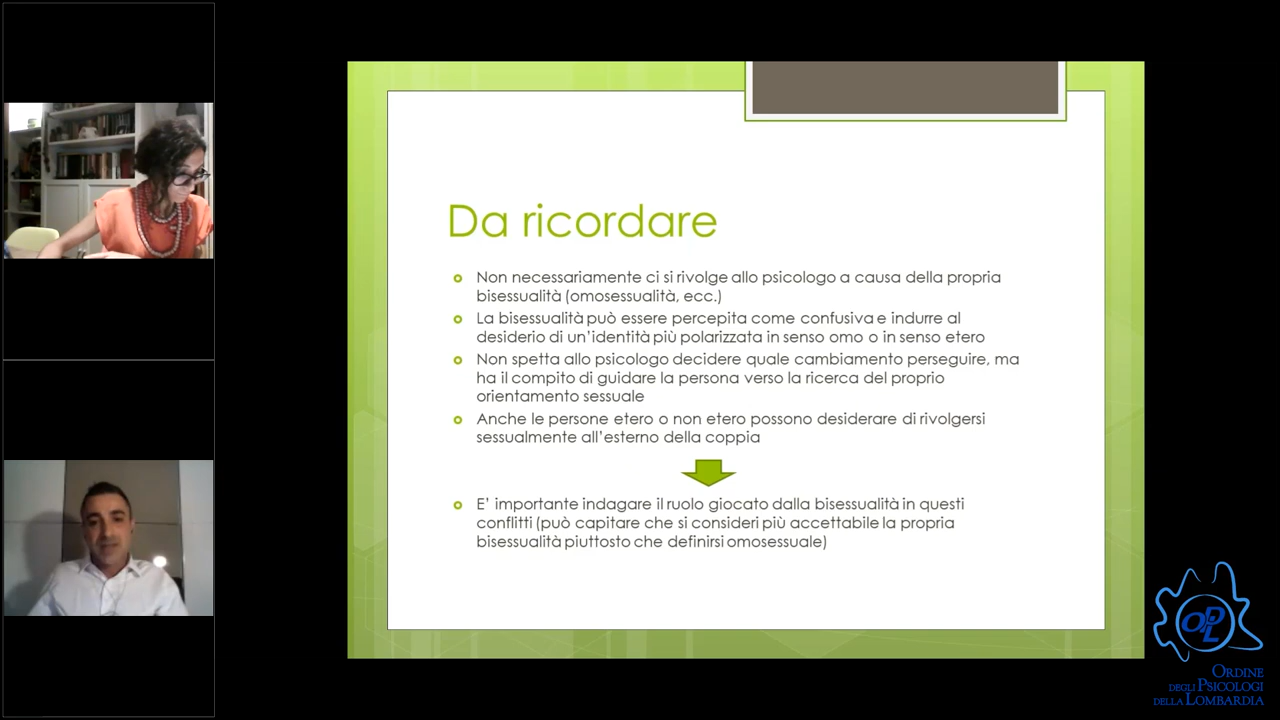 Da ricordare
Non necessariamente ci si rivolge allo psicologo a causa della propria
bisessualità (omosessualità, ecc.)
La bisessualità può essere percepita come confusiva e indurre al
desiderio di un'identità più polarizzata in senso omo o in senso etero
Non spetta allo psicologo decidere quale cambiamento perseguire, ma
ha il compito di guidare la persona verso la ricerca del proprio
orientamento sessuale
Anche le persone etero o non etero possono desiderare di rivolgersi
sessualmente all'esterno della coppia
E' importante indagare il ruolo giocato dalla bisessualità in questi
conflitti (può capitare che si consideri più accettabile la propria
bisessualità piuttosto che definirsi omosessuale)
OPL
ORDINE
DEGLI PSICOLOGI
DELLA LOMBARDIA